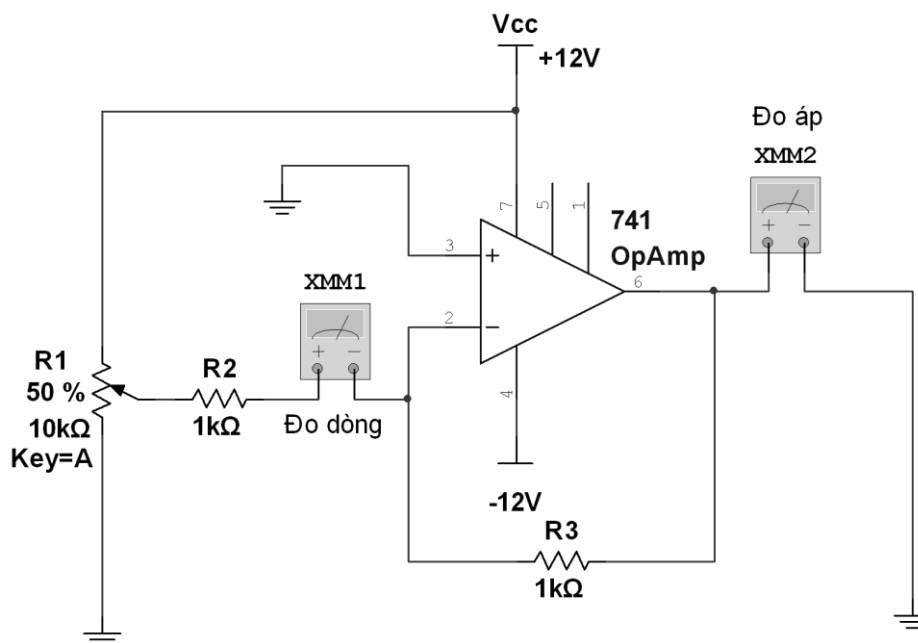 Vcc
+12V
Đo áp
XMM2
+ −
7
5
1
741
OpAmp
3
+
6
XMM1
+ −
2
−
R1
50 %
10kΩ
Key=A
R2
1kΩ
Đo dòng
4
-12V
R3
1kΩ